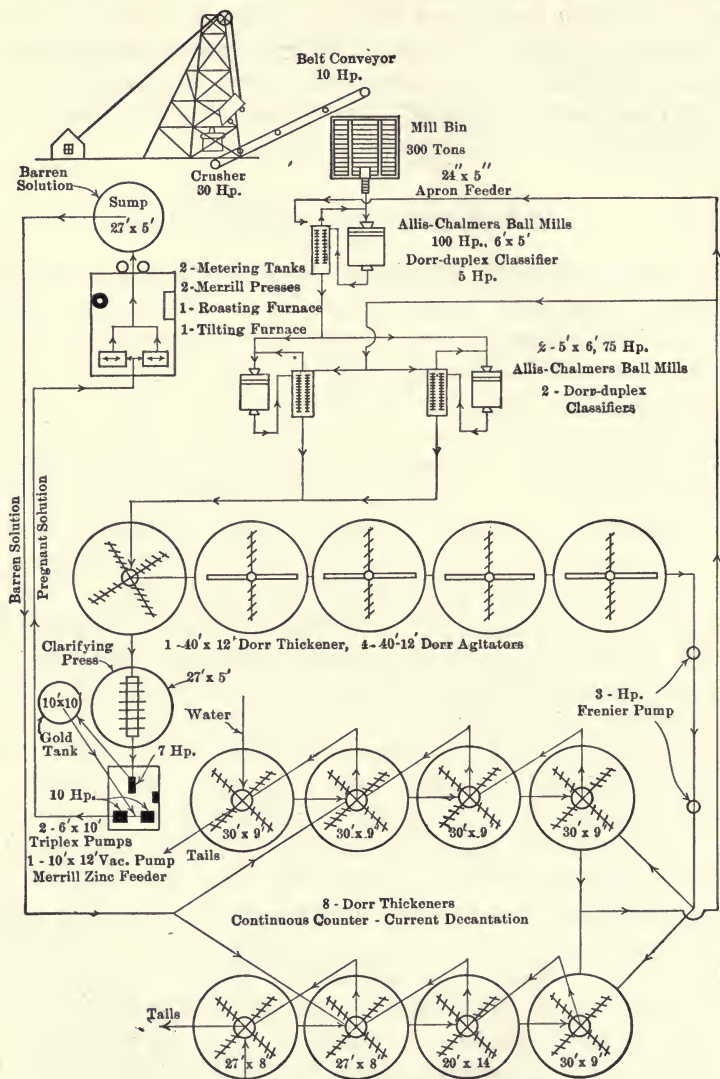 Belt Conveyor
10 Hp.
Mill Bin
300 Tons
24" x 5"
Apron Feeder
Crusher
30 Hp.
Barren
Solution
Sump
27' x 5'
Allis-Chalmers Ball Mills
100 Hp., 6' x 5'
Dorr-duplex Classifier
5 Hp.
2-Metering Tanks
2-Merrill Presses
1-Roasting Furnace
1-Tilting Furnace
2-5' x 6', 75 Hp.
Allis-Chalmers Ball Mills
2 - Dorr-duplex
Classifiers
Barren Solution
Pregnant Solution
1-40' x 12' Dorr Thickener, 4-40'-12' Dorr Agitators
Clarifying
Press
27' x 5'
10' x 10'
Gold
Tank
7 Hp.
Water
3 - Hp.
Frenier Pump
10 Hp.
2-6' x 10'
Triplex Pumps
1-10' x 12' Vac. Pump
Merrill Zinc Feeder
30' x 9'
30' x 9'
30' x 9'
30' x 9'
Tails
8 - Dorr Thickeners
Continuous Counter - Current Decantation
Tails
27' x 8
27' x 8'
20' x 14
30' x 9'